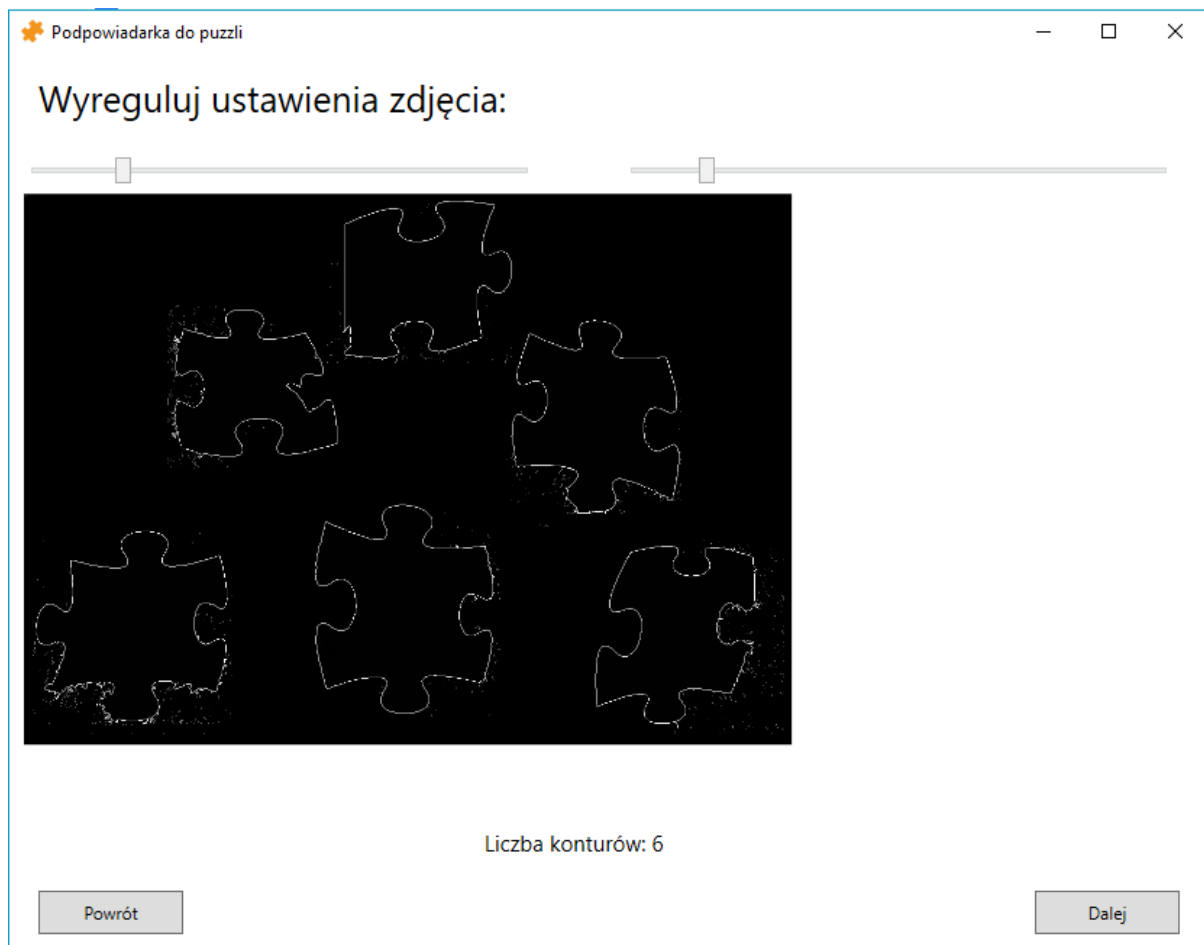 Podpowiadarka do puzzli
Wyreguluj ustawienia zdjęcia:
Liczba konturów: 6
Powrót
Dalej